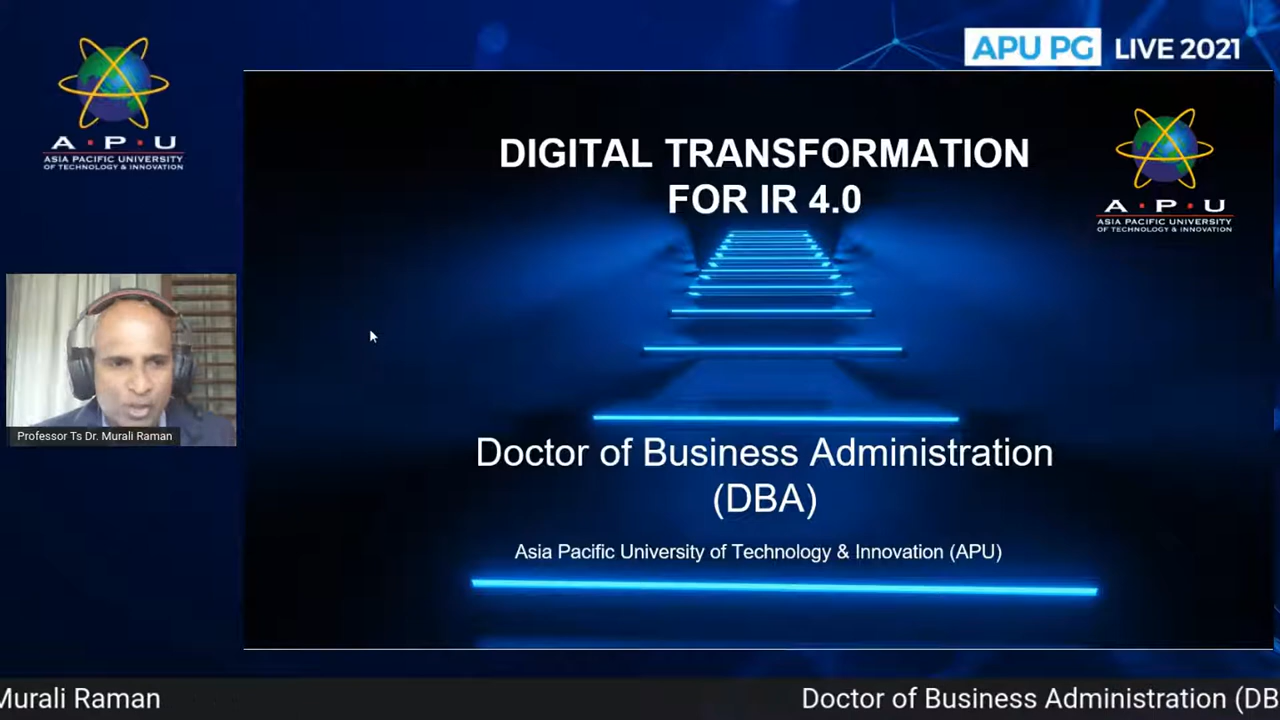 APU PG LIVE 2021
A·P·U
ASIA PACIFIC UNIVERSITY
OF TECHNOLOGY & INNOVATION
DIGITAL TRANSFORMATION
FOR IR 4.0
A·P·U
ASIA PACIFIC UNIVERSITY
OF TECHNOLOGY & INNOVATION
Professor Ts Dr. Murali Raman
Doctor of Business Administration
(DBA)
Asia Pacific University of Technology & Innovation (APU)
Murali Raman
Doctor of Business Administration (DB